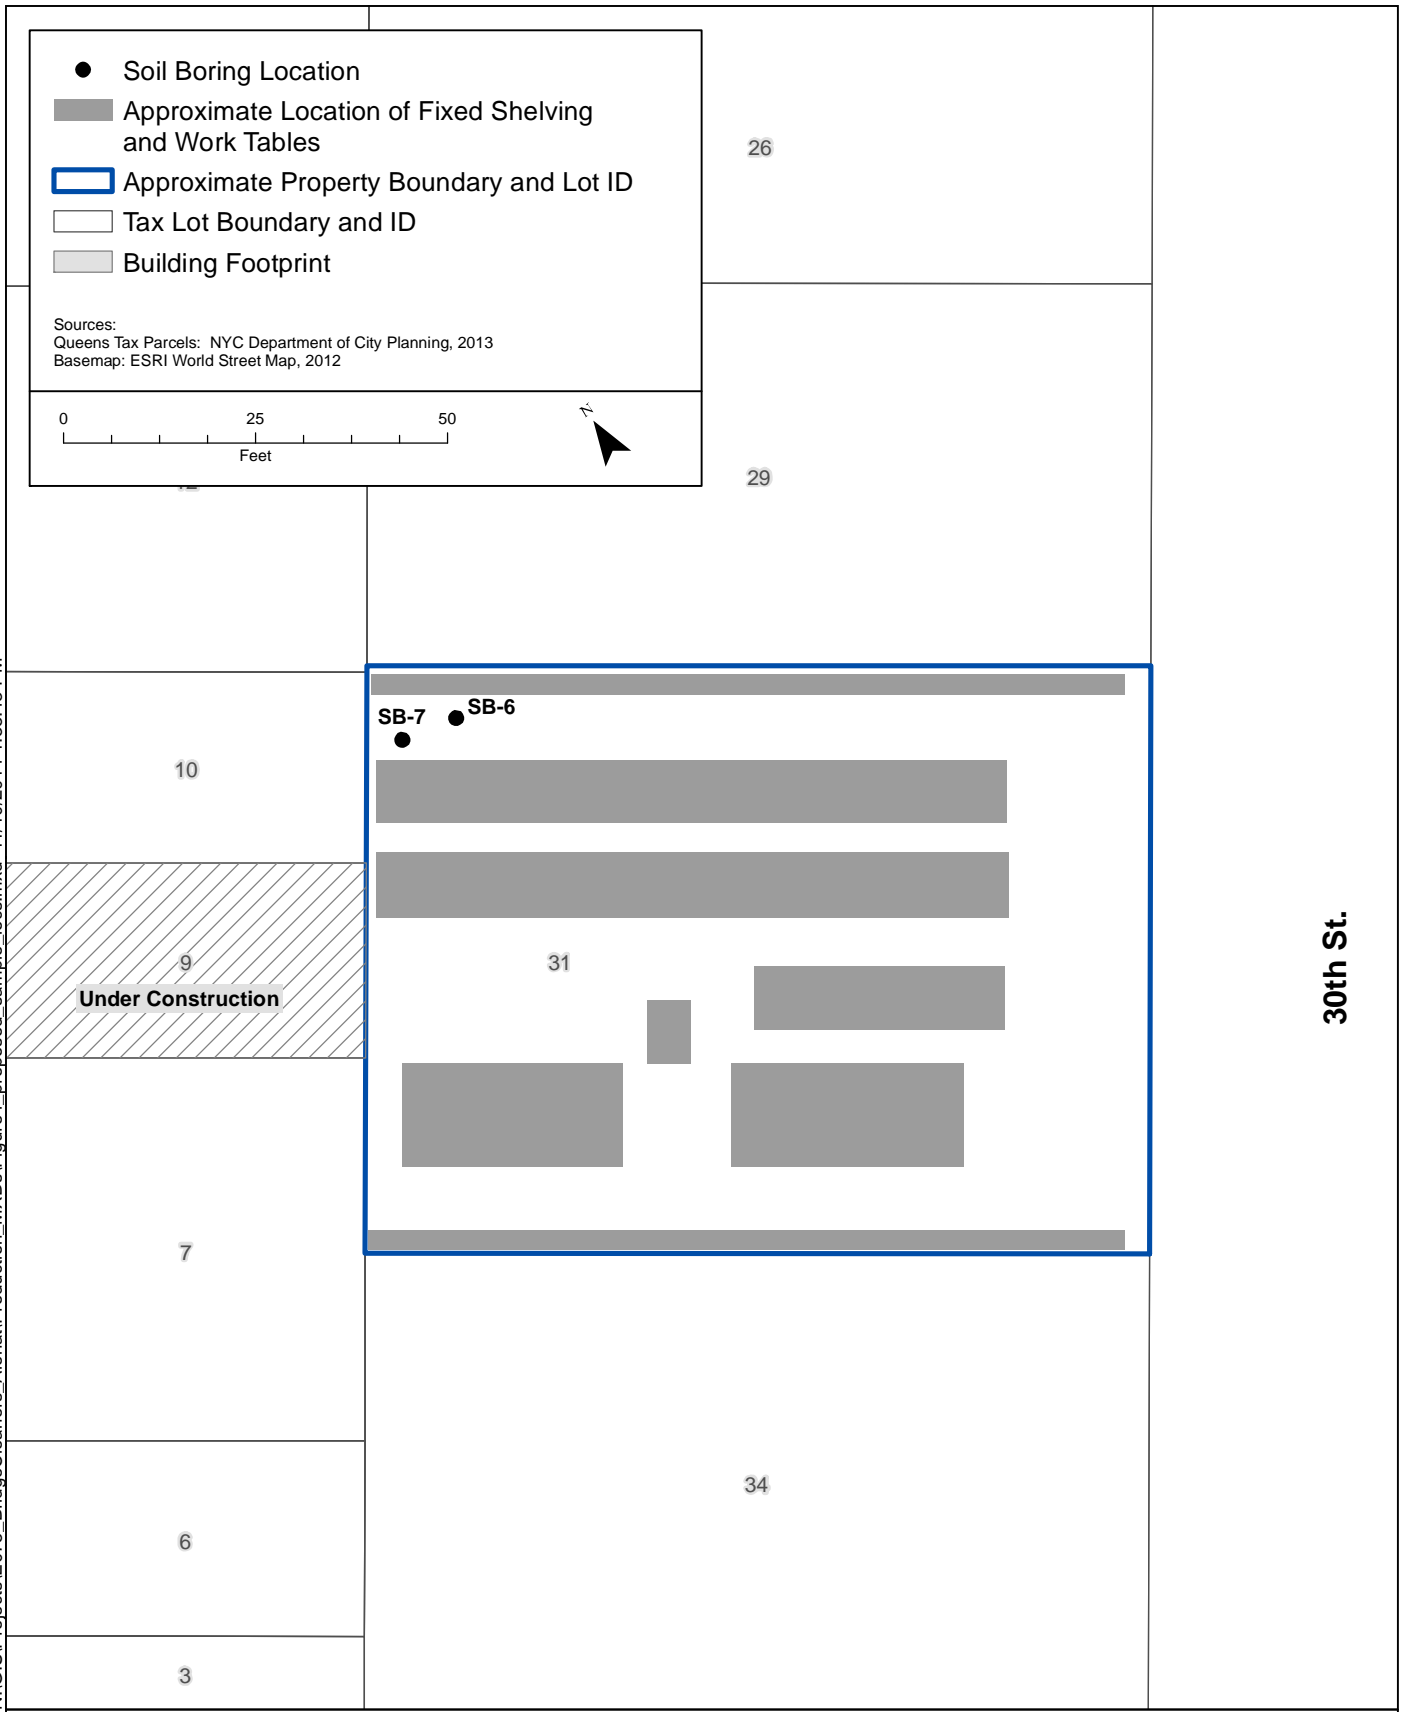 Soil Boring Location
Approximate Location of Fixed Shelving
and Work Tables
Approximate Property Boundary and Lot ID
Tax Lot Boundary and ID
Building Footprint
Sources:
Queens Tax Parcels: NYC Department of City Planning, 2013
Basemap: ESRI World Street Map, 2012
0 25 50
Feet
N
26
29
SB-7 SB-6
10
9
Under Construction
31
30th St.
7
34
6
3